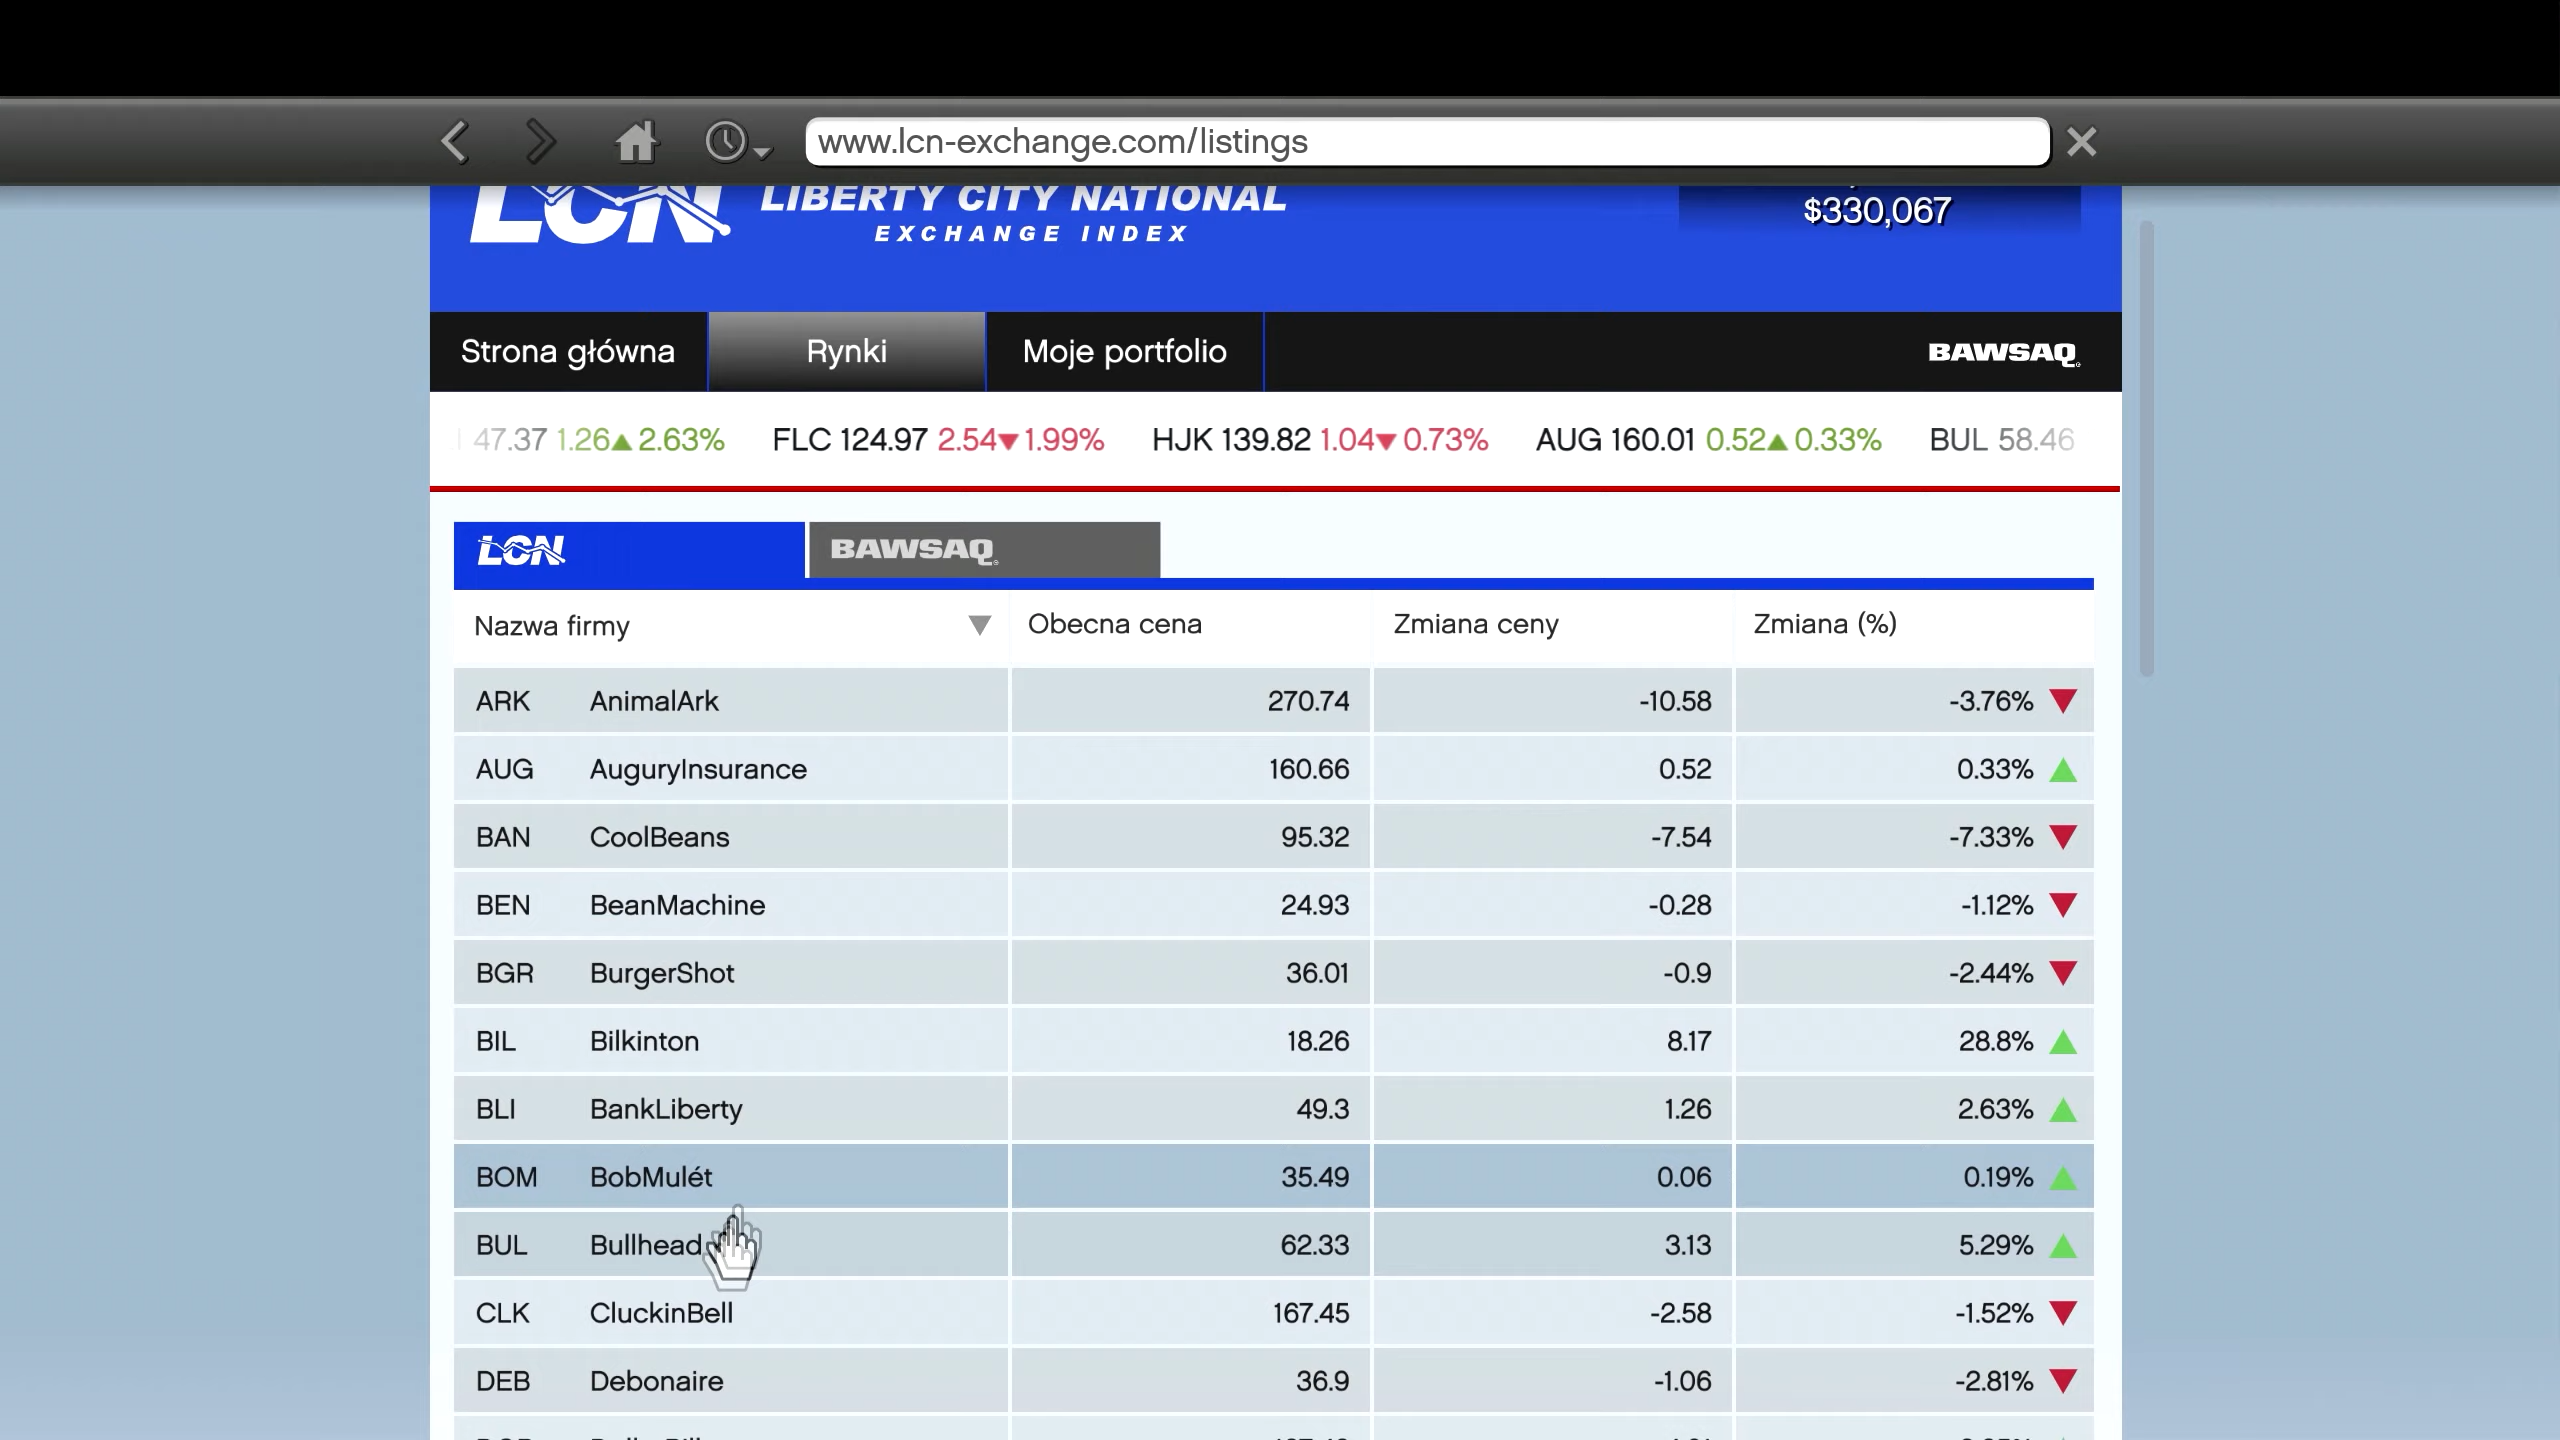 www.lcn-exchange.com/listings
LCN LIBERTY CITY NATIONAL
EXCHANGE INDEX
$330,067
Strona główna Rynki Moje portfolio BAWSAQ
47.37 1.26▲2.63% FLC 124.97 2.54▼1.99% HJK 139.82 1.04▼0.73% AUG 160.01 0.52▲0.33% BUL 58.46
LCN BAWSAQ
Nazwa firmy ▼ Obecna cena Zmiana ceny Zmiana (%)
ARK AnimalArk 270.74 -10.58 -3.76% ▼
AUG AuguryInsurance 160.66 0.52 0.33% ▲
BAN CoolBeans 95.32 -7.54 -7.33% ▼
BEN BeanMachine 24.93 -0.28 -1.12% ▼
BGR BurgerShot 36.01 -0.9 -2.44% ▼
BIL Bilkinton 18.26 8.17 28.8% ▲
BLI BankLiberty 49.3 1.26 2.63% ▲
BOM BobMulét 35.49 0.06 0.19% ▲
BUL Bullhead 62.33 3.13 5.29% ▲
CLK CluckinBell 167.45 -2.58 -1.52% ▼
DEB Debonaire 36.9 -1.06 -2.81% ▼